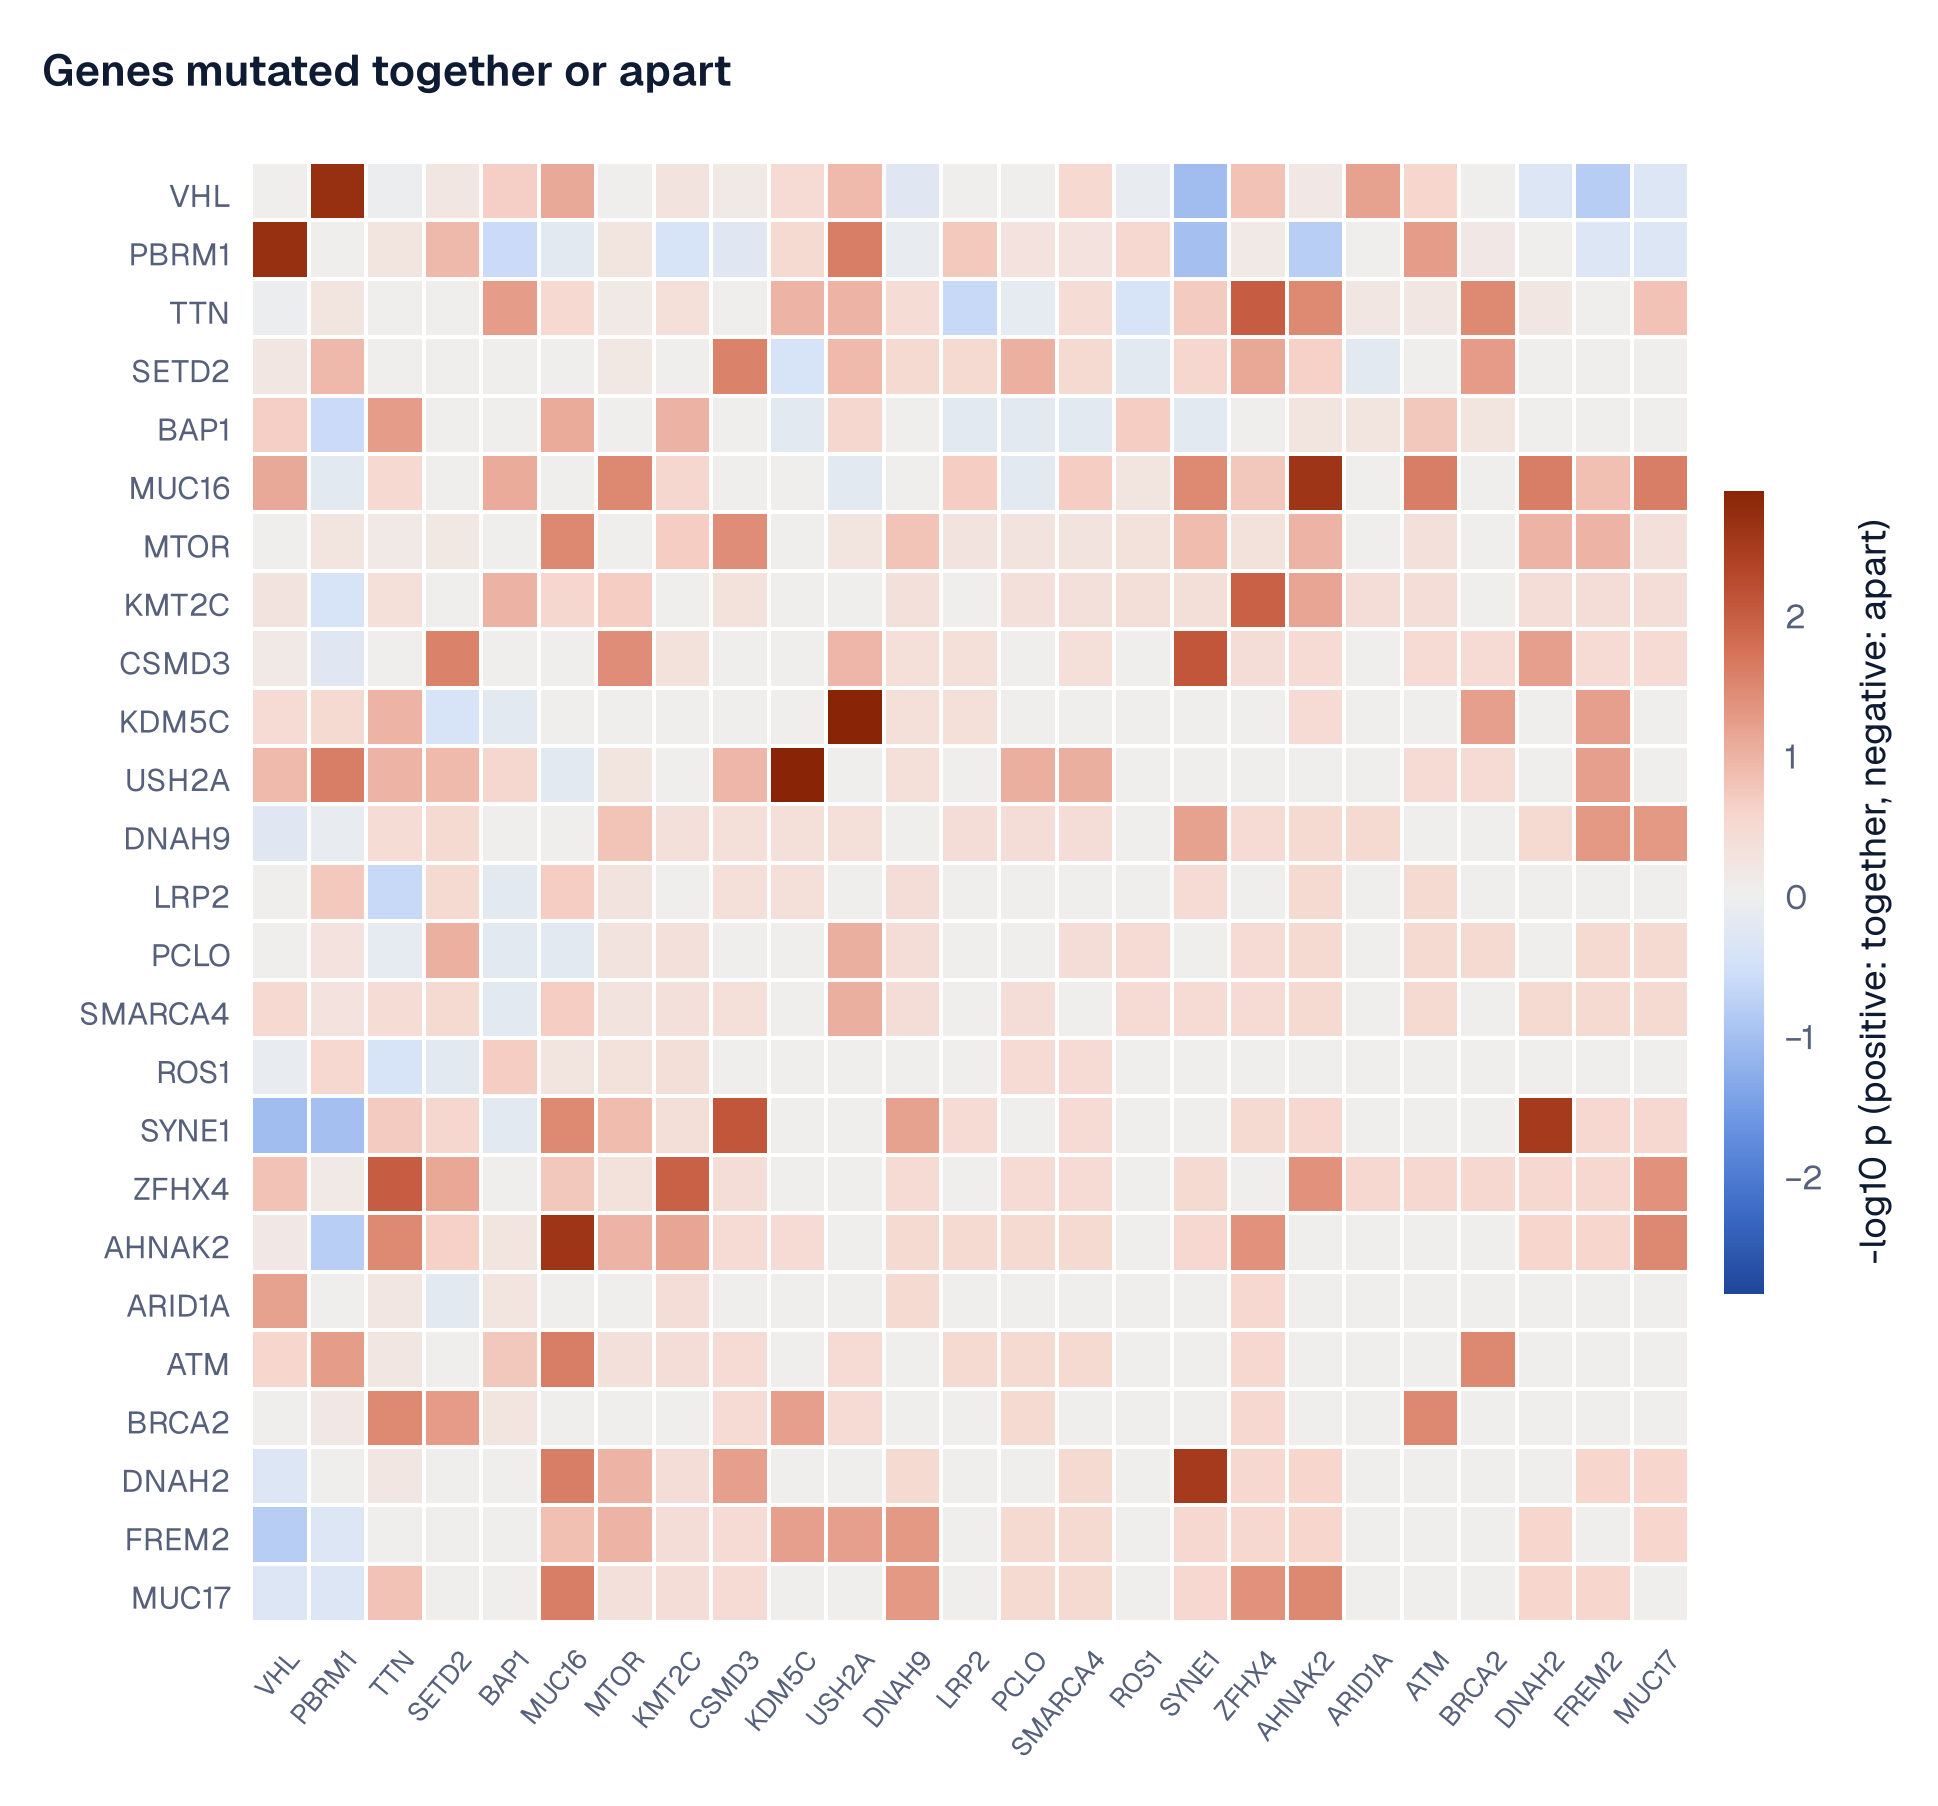 Genes mutated together or apart
VHL
PBRM1
TTN
SETD2
BAP1
MUC16
MTOR
KMT2C
CSMD3
KDM5C
USH2A
DNAH9
LRP2
PCLO
SMARCA4
ROS1
SYNE1
ZFHX4
AHNAK2
ARID1A
ATM
BRCA2
DNAH2
FREM2
MUC17
VHL
PBRM1
TTN
SETD2
BAP1
MUC16
MTOR
KMT2C
CSMD3
KDM5C
USH2A
DNAH9
LRP2
PCLO
SMARCA4
ROS1
SYNE1
ZFHX4
AHNAK2
ARID1A
ATM
BRCA2
DNAH2
FREM2
MUC17
2
1
0
−1
−2
-log10 p (positive: together, negative: apart)